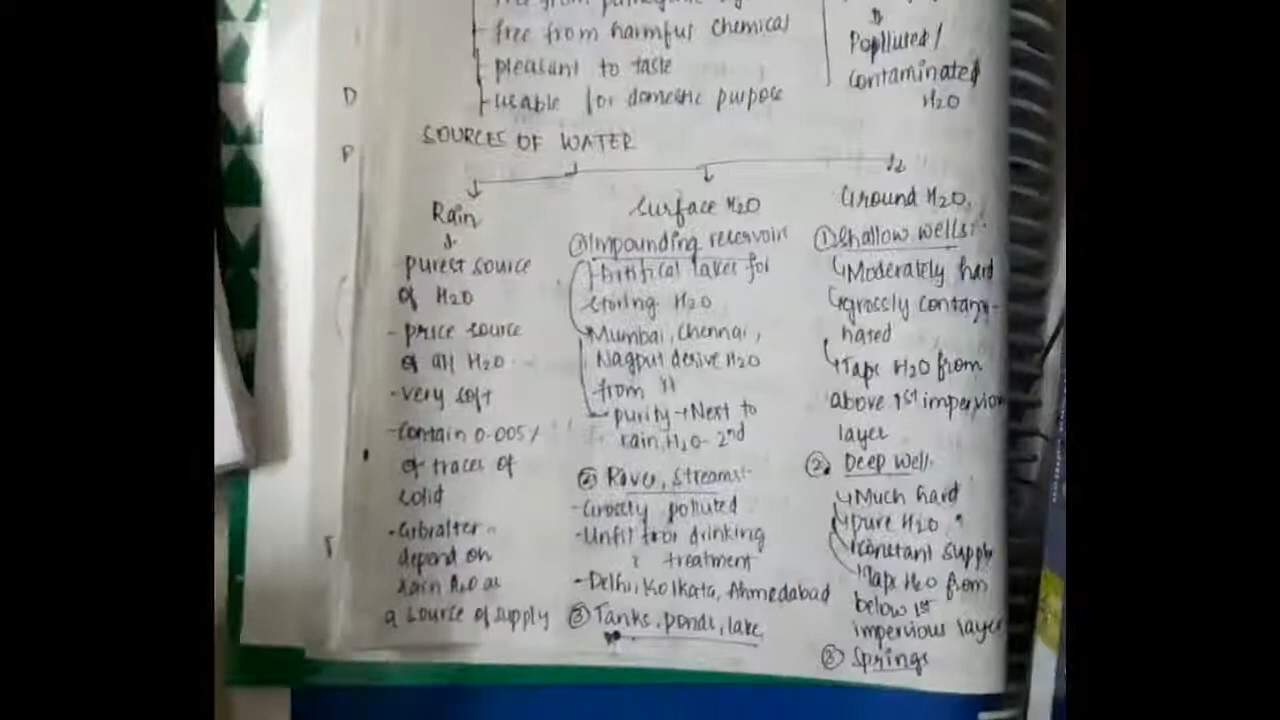 free from harmful chemical
pleasant to taste
usable for domestic purpose
Poplluted/
contaminated
H2O
D
P
SOURCES OF WATER
Rain
purest source
of H2O
- price source
of all H2O
- very soft
- contain 0.005%
of traces of
solid
- Gibralter
depend on
rain H2O as
a source of supply
Surface H2O
① Impounding reservoir
Artifical lakes for
storing H2O
Mumbai, Chennai,
Nagpur derive H2O
from it
purity → Next to
rain H2O - 2nd
② River, Streams:-
- Grossly polluted
- Unfit for drinking
treatment
- Delhi, Kolkata, Ahmedabad
③ Tanks, ponds, lake
Ground H2O,
① Shallow wells:-
Moderately hard
grossly contami-
nated
Taps H2O from
above 1st impervious
layer
② Deep well-
Much hard
pure H2O
constant supply
Taps H2O from
below 1st
impervious layer
③ Springs